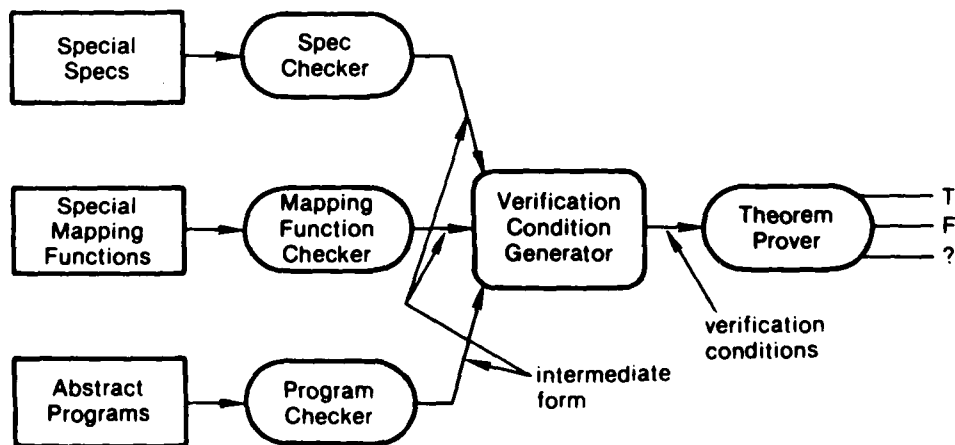 Special
Specs
Spec
Checker
Special
Mapping
Functions
Mapping
Function
Checker
Verification
Condition
Generator
Theorem
Prover
T
F
?
verification
conditions
intermediate
form
Abstract
Programs
Program
Checker